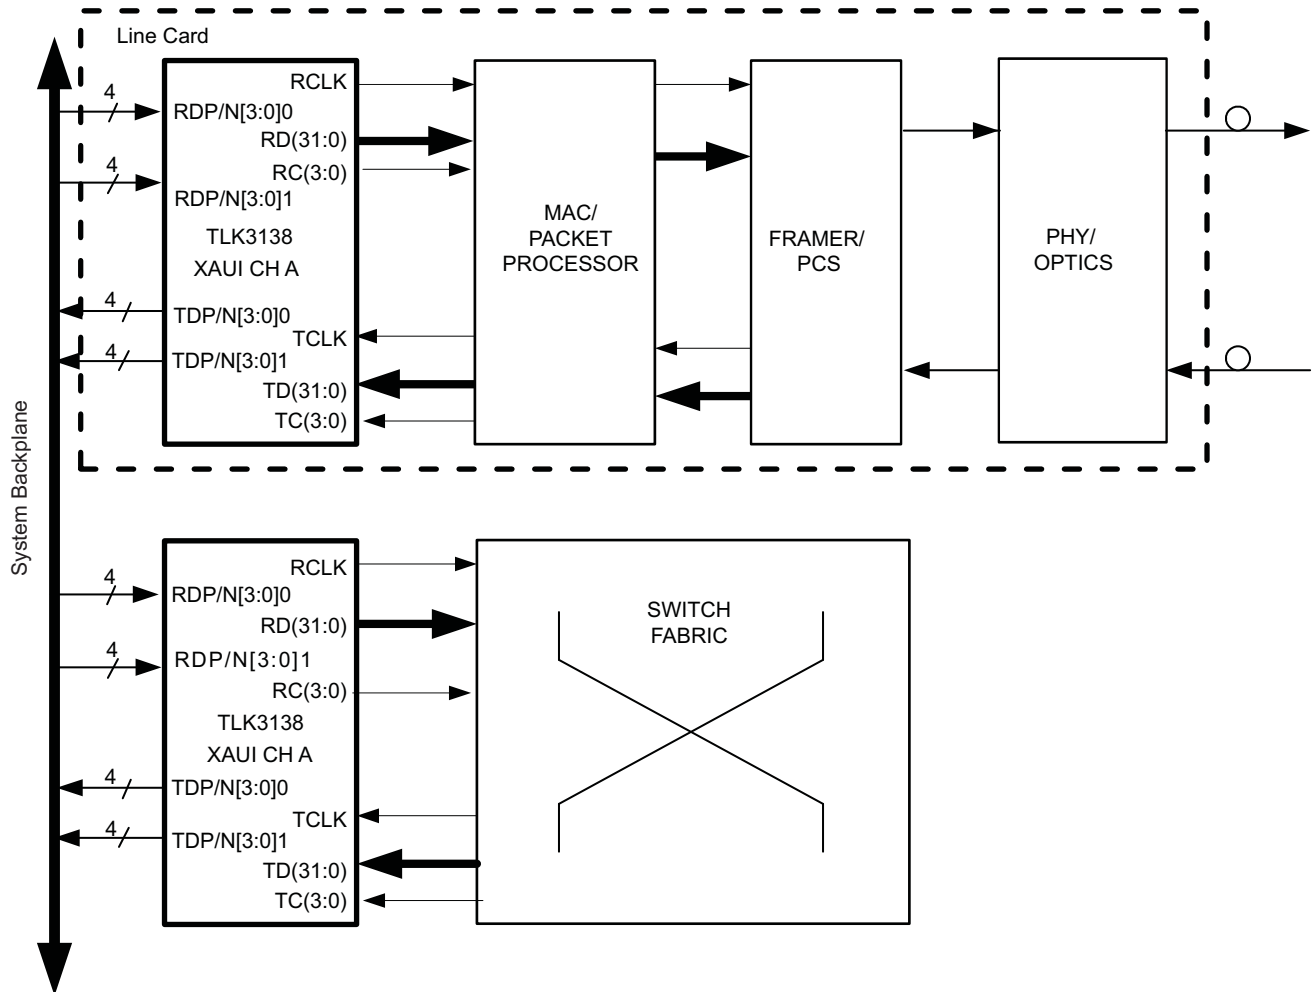 Line Card
System Backplane
RCLK
4
RDP/N[3:0]0
RD(31:0)
RC(3:0)
4
RDP/N[3:0]1
TLK3138
XAUI CH A
4
TDP/N[3:0]0
TCLK
4
TDP/N[3:0]1
TD(31:0)
TC(3:0)
MAC/
PACKET
PROCESSOR
FRAMER/
PCS
PHY/
OPTICS
RCLK
4
RDP/N[3:0]0
RD(31:0)
4
RDP/N[3:0]1
RC(3:0)
TLK3138
XAUI CH A
4
TDP/N[3:0]0
TCLK
4
TDP/N[3:0]1
TD(31:0)
TC(3:0)
SWITCH
FABRIC